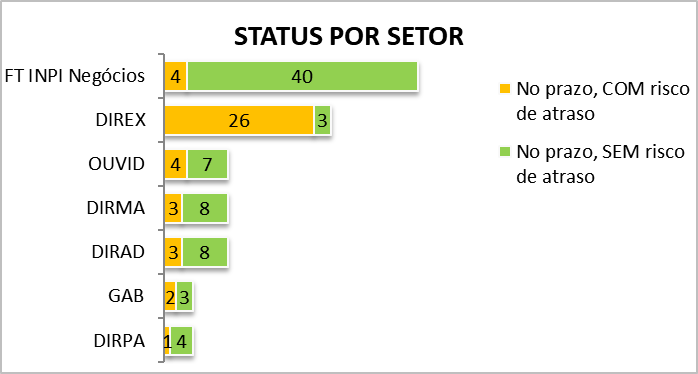 STATUS POR SETOR
FT INPI Negócios 4 40
DIREX 26 3
OUVID 4 7
DIRMA 3 8
DIRAD 3 8
GAB 2 3
DIRPA 1 4
No prazo, COM risco
de atraso
No prazo, SEM risco
de atraso